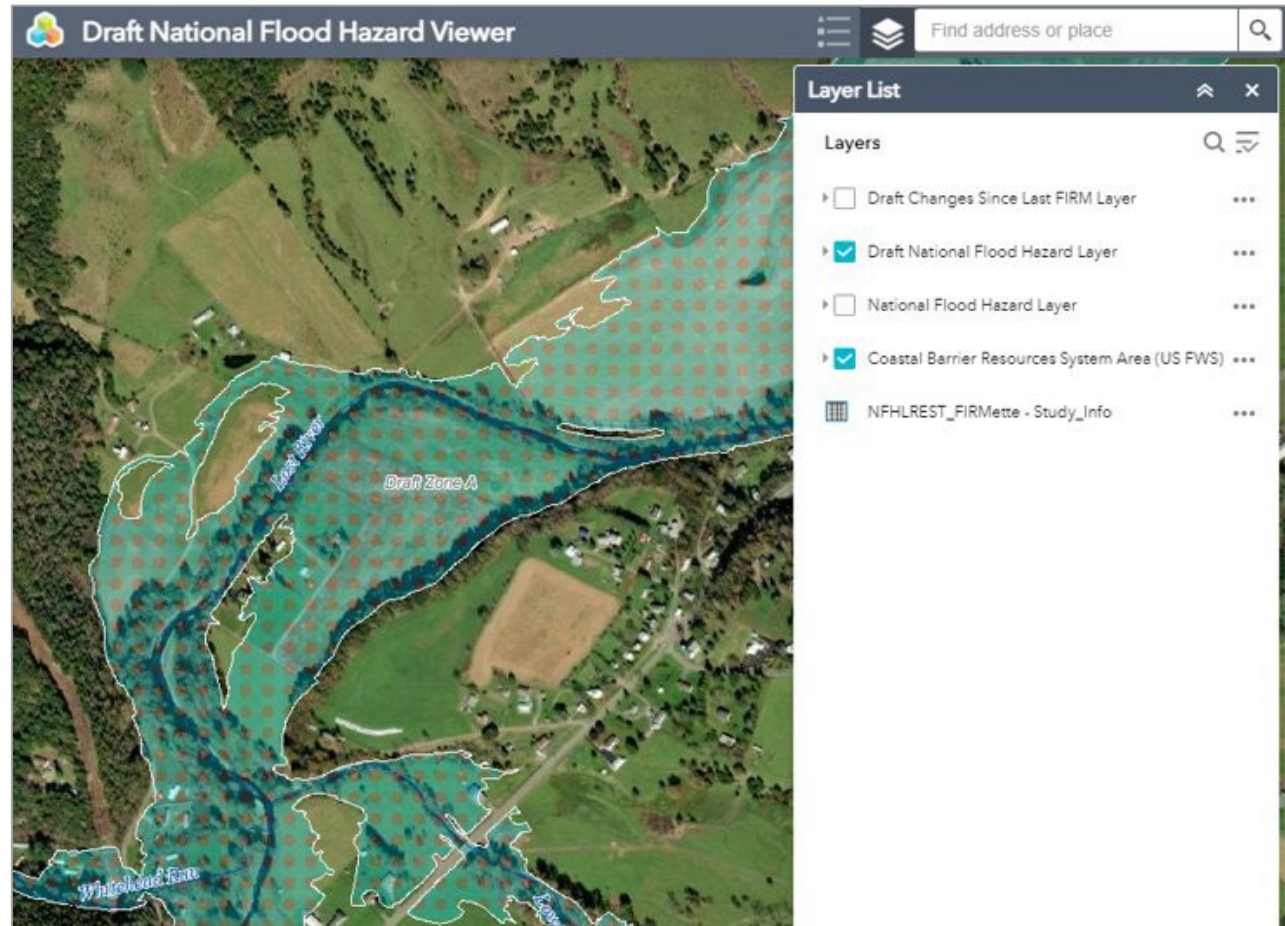 Draft National Flood Hazard Viewer
Find address or place
Layer List
Layers
Draft Changes Since Last FIRM Layer
Draft National Flood Hazard Layer
National Flood Hazard Layer
Coastal Barrier Resources System Area (US FWS)
NFHLREST_FIRMette - Study_Info
Lost River
Draft Zone A
Whitehead Run